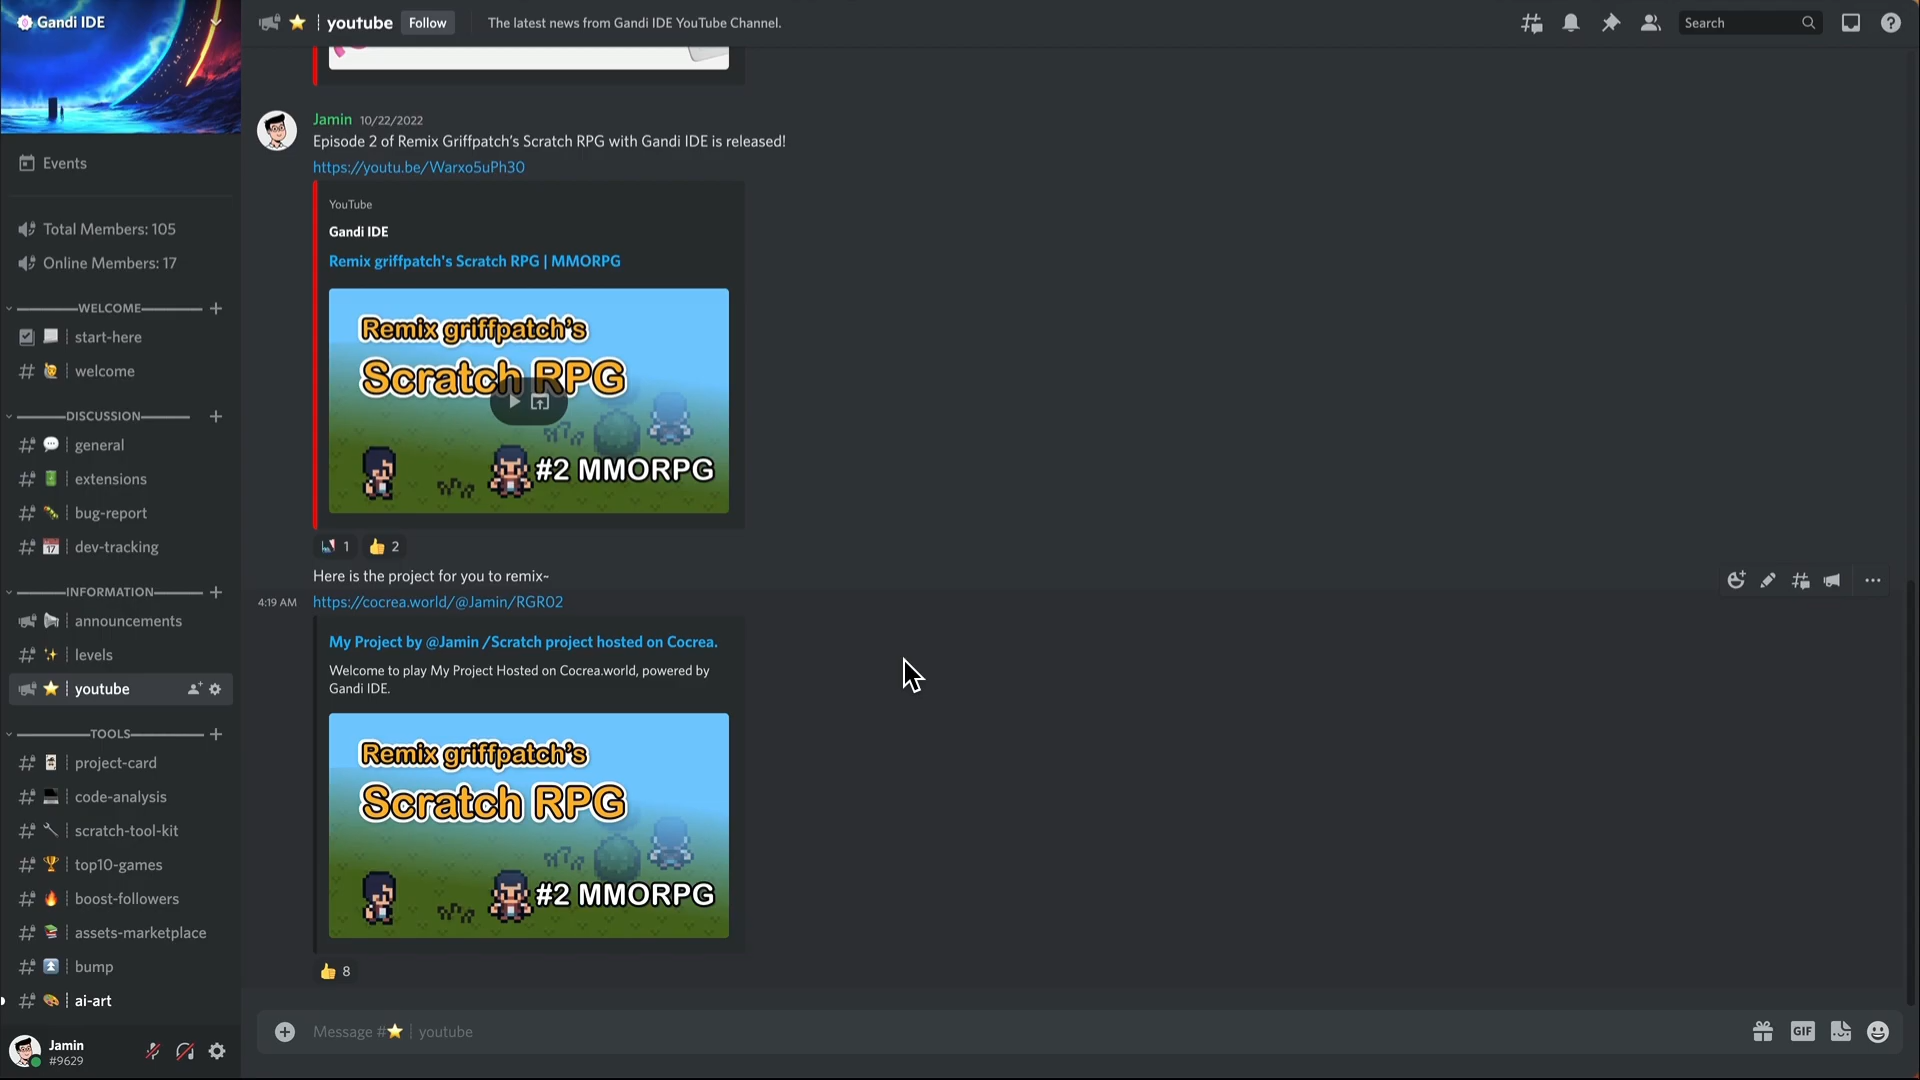 Gandi IDE
Events
Total Members: 105
Online Members: 17
WELCOME
start-here
welcome
DISCUSSION
general
extensions
bug-report
17
dev-tracking
INFORMATION
announcements
levels
youtube
TOOLS
project-card
code-analysis
scratch-tool-kit
top10-games
boost-followers
assets-marketplace
bump
ai-art
Jamin
#9629
youtube
Follow
The latest news from Gandi IDE YouTube Channel.
Search
Jamin 10/22/2022
Episode 2 of Remix Griffpatch’s Scratch RPG with Gandi IDE is released!
https://youtu.be/Warxo5uPh30
YouTube
Gandi IDE
Remix griffpatch's Scratch RPG | MMORPG
Remix griffpatch's
Scratch RPG
#2 MMORPG
1
2
Here is the project for you to remix~
4:19 AM
https://cocrea.world/@Jamin/RGR02
My Project by @Jamin /Scratch project hosted on Cocrea.
Welcome to play My Project Hosted on Cocrea.world, powered by
Gandi IDE.
Remix griffpatch's
Scratch RPG
#2 MMORPG
8
Message #⭐ | youtube
GIF